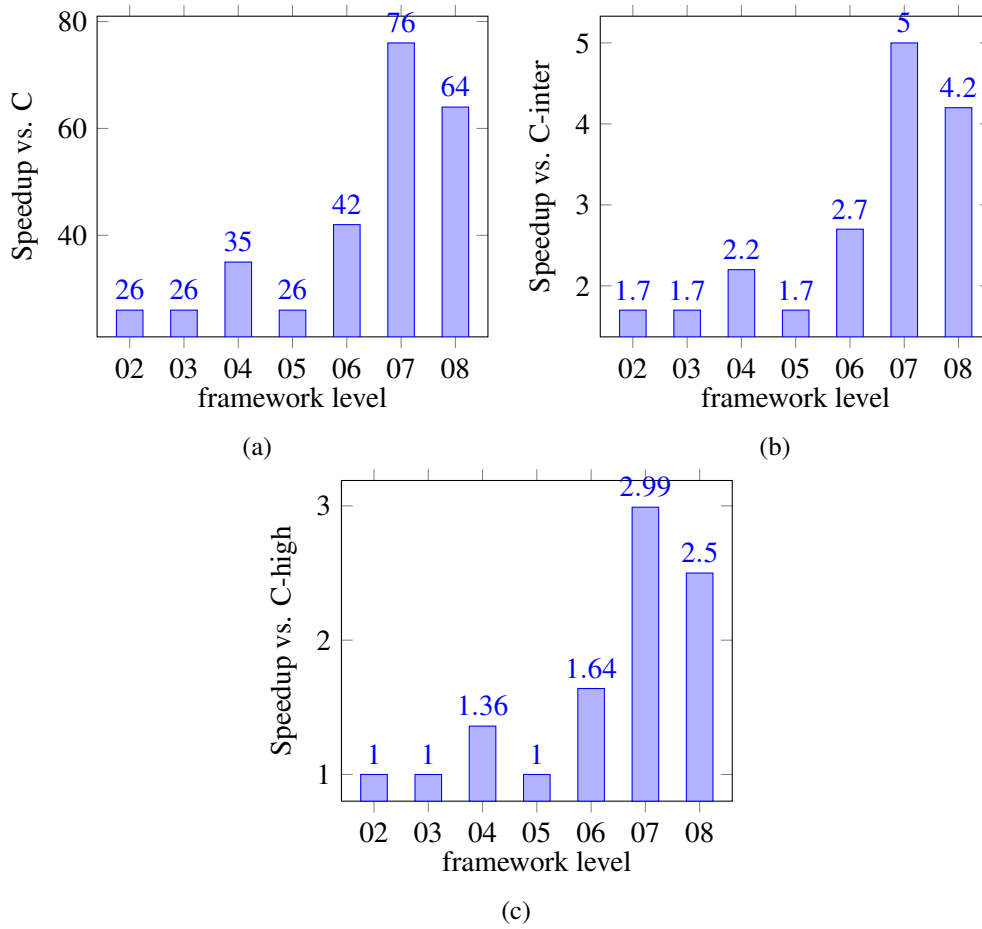 Speedup vs. C
80
60
40
26
26
35
26
42
76
64
02 03 04 05 06 07 08
framework level
(a)
Speedup vs. C-inter
5
4
3
2
1.7
1.7
2.2
1.7
2.7
5
4.2
02 03 04 05 06 07 08
framework level
(b)
Speedup vs. C-high
3
2
1
1
1
1.36
1
1.64
2.99
2.5
02 03 04 05 06 07 08
framework level
(c)